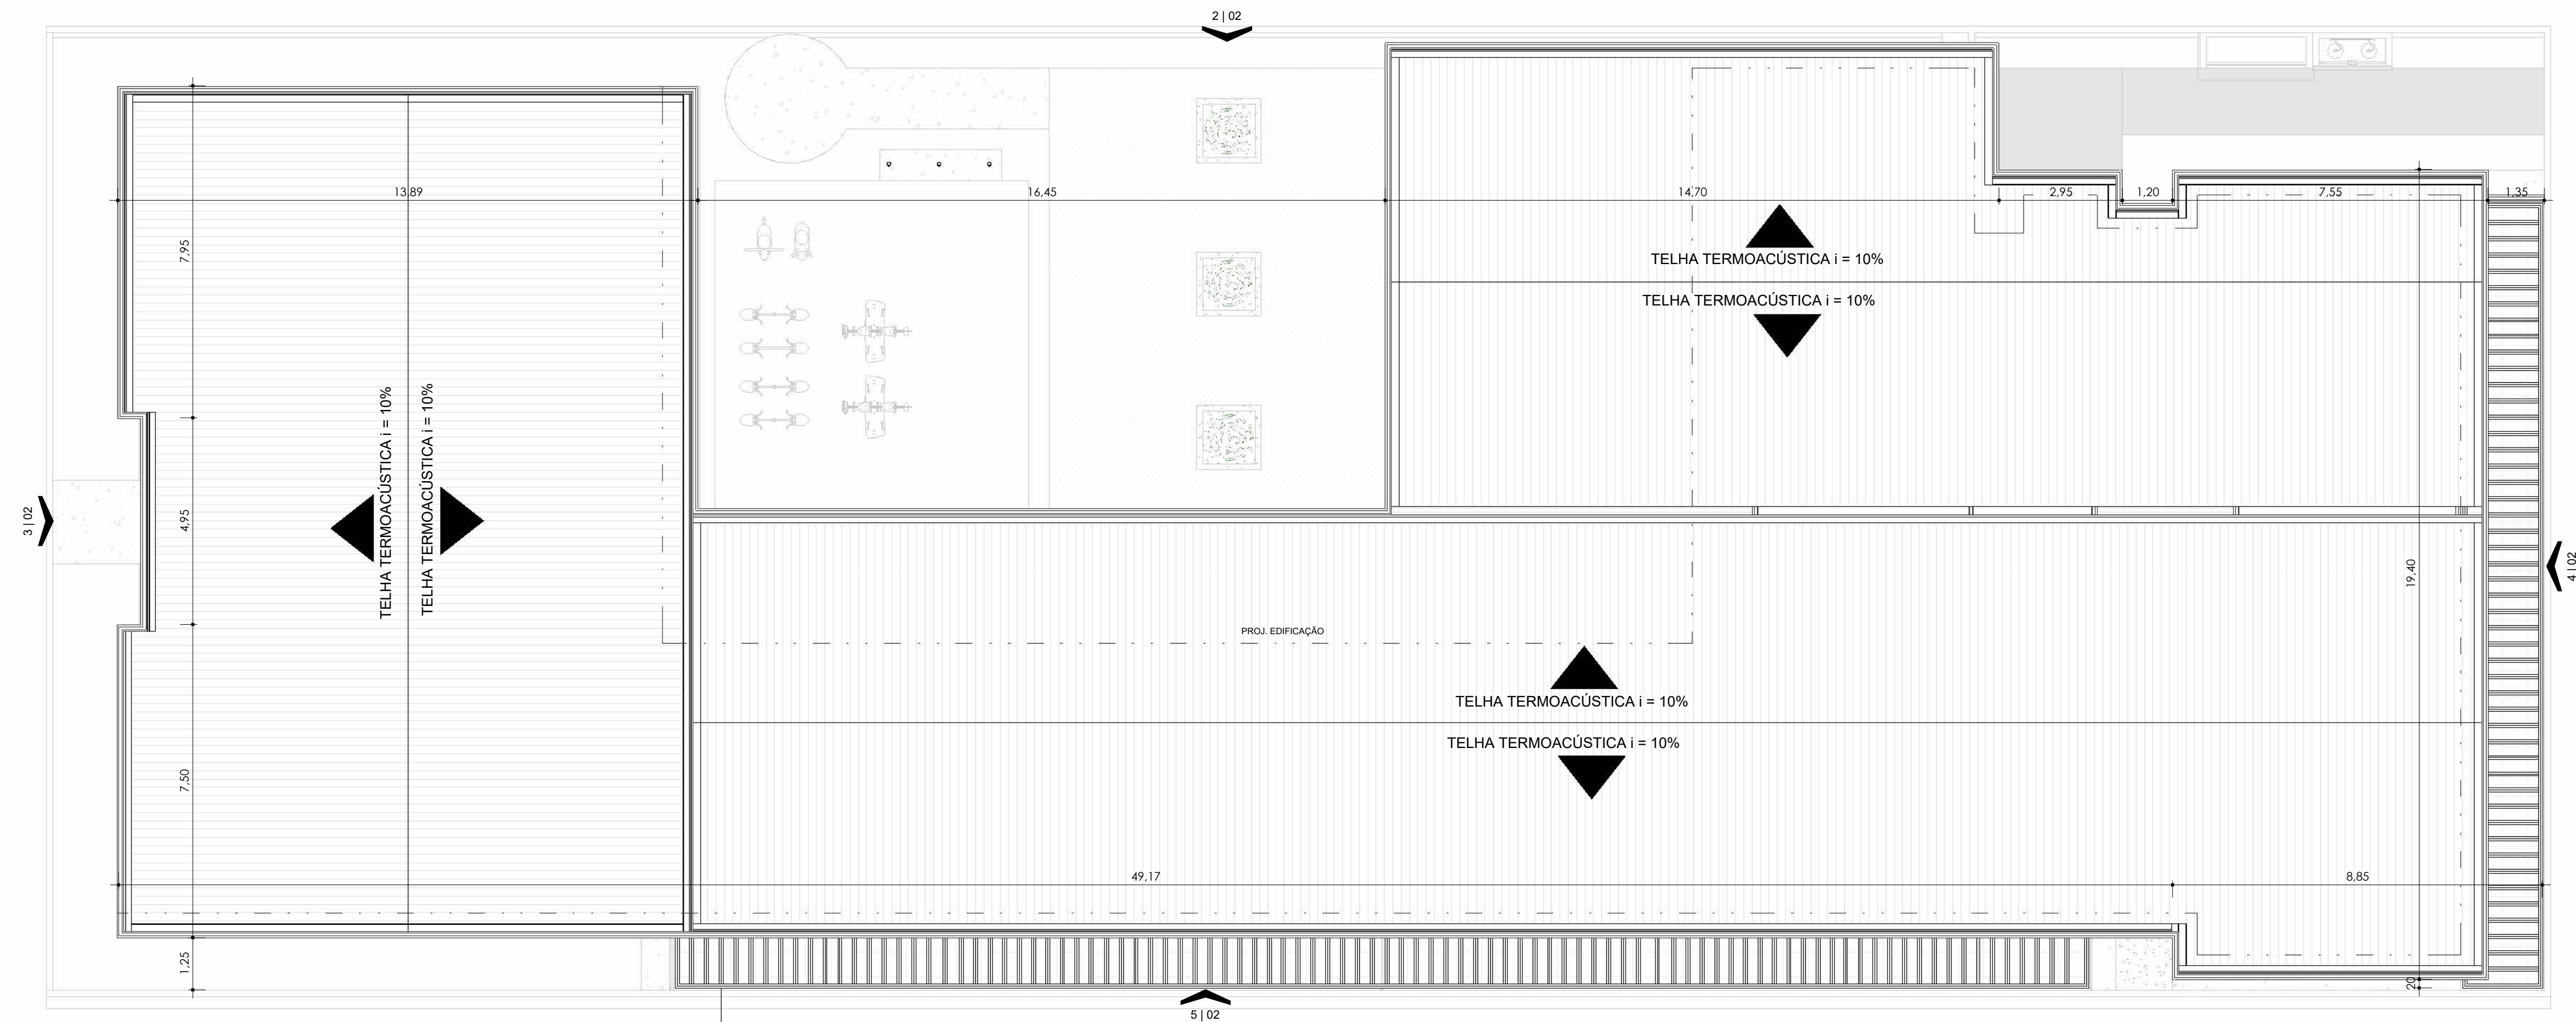 2 | 02
13,89
16,45
14,70
2,95
1,20
7,55
1,35
7,95
TELHA TERMOACÚSTICA i = 10%
TELHA TERMOACÚSTICA i = 10%
TELHA TERMOACÚSTICA i = 10%
TELHA TERMOACÚSTICA i = 10%
3 | 02
4,95
4 | 02
19,40
PROJ. EDIFICAÇÃO
TELHA TERMOACÚSTICA i = 10%
TELHA TERMOACÚSTICA i = 10%
7,50
49,17
8,85
1,25
20
5 | 02